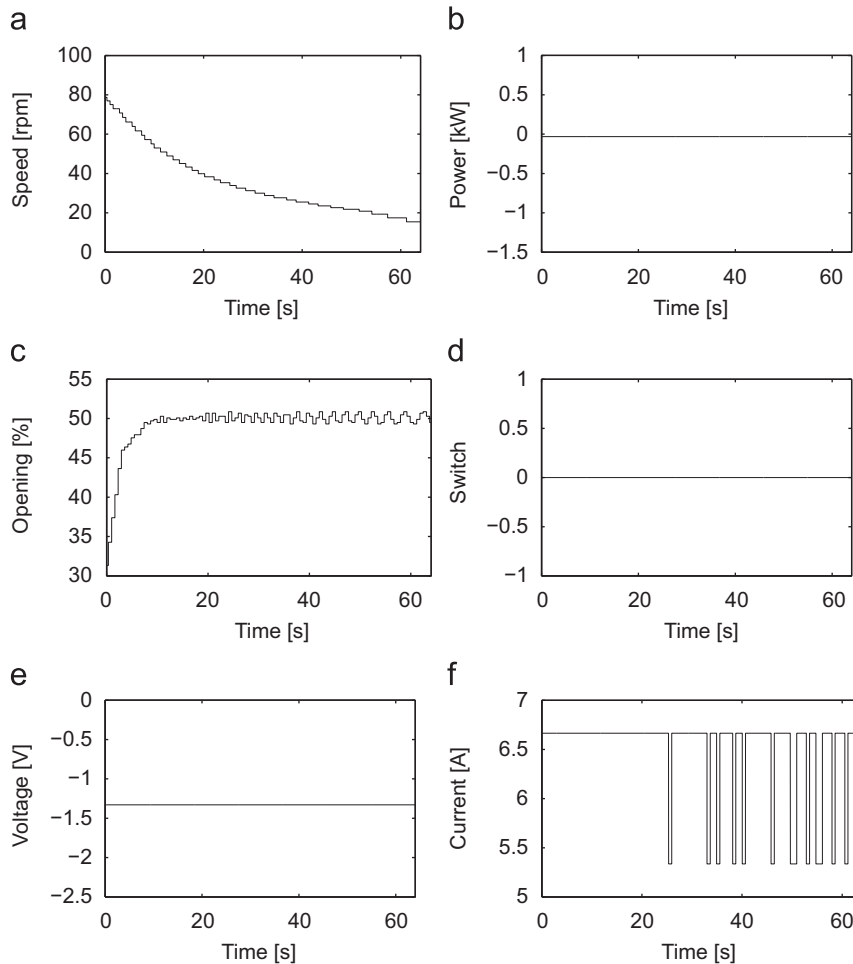 a
100
80
60
40
20
0
Speed [rpm]
0 20 40 60
Time [s]
b
1
0.5
0
−0.5
−1
−1.5
Power [kW]
0 20 40 60
Time [s]
c
55
50
45
40
35
30
Opening [%]
0 20 40 60
Time [s]
d
1
0.5
0
−0.5
−1
Switch
0 20 40 60
Time [s]
e
0
−0.5
−1
−1.5
−2
−2.5
Voltage [V]
0 20 40 60
Time [s]
f
7
6.5
6
5.5
5
Current [A]
0 20 40 60
Time [s]